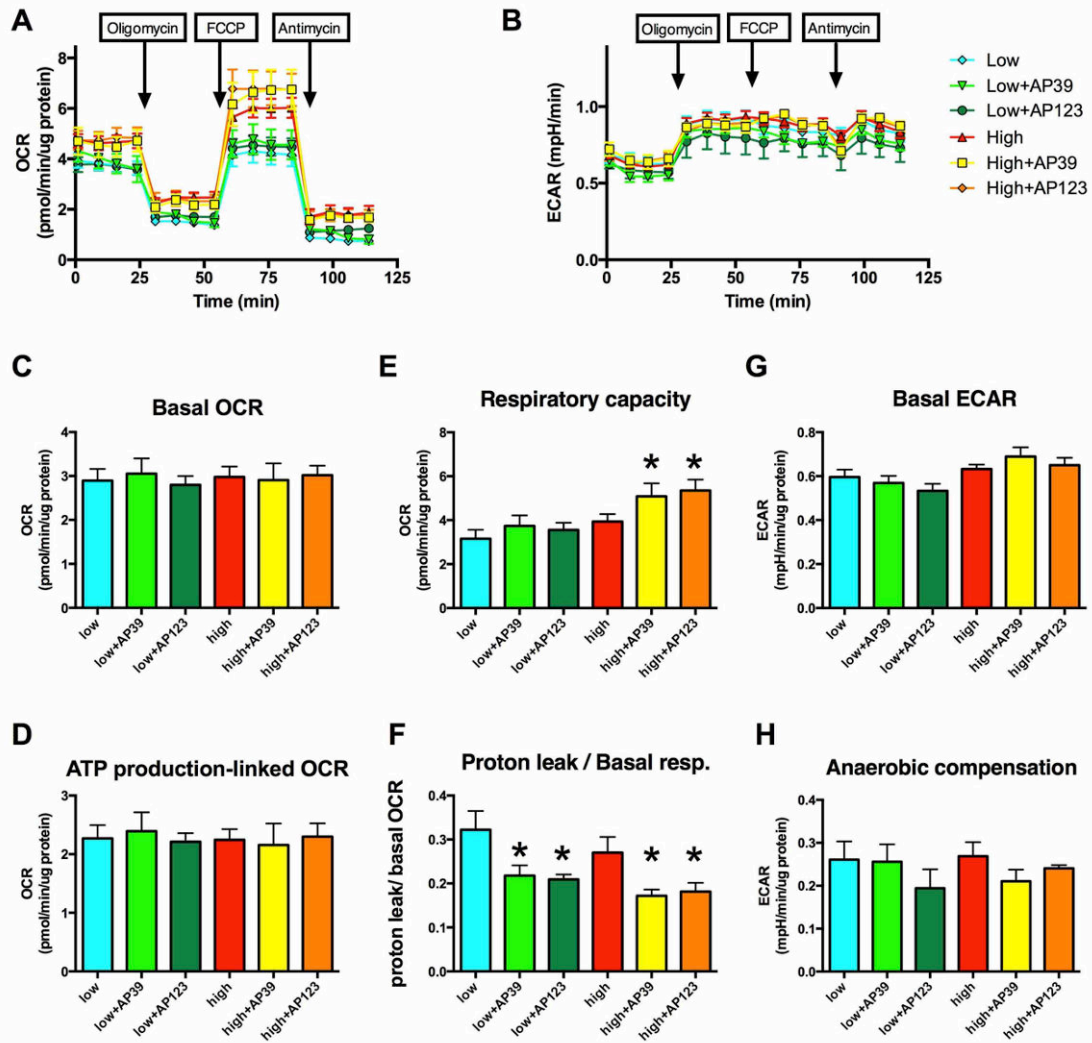 A
Oligomycin
FCCP
Antimycin
8
6
4
2
0
OCR
(pmol/min/ug protein)
0
25
50
75
100
125
Time (min)
B
Oligomycin
FCCP
Antimycin
1.0
0.5
0.0
ECAR (mpH/min)
0
25
50
75
100
125
Time (min)
Low
Low+AP39
Low+AP123
High
High+AP39
High+AP123
C
Basal OCR
4
3
2
1
0
OCR
(pmol/min/ug protein)
low
low+AP39
low+AP123
high
high+AP39
high+AP123
E
Respiratory capacity
8
6
4
2
0
OCR
(pmol/min/ug protein)
* *
low
low+AP39
low+AP123
high
high+AP39
high+AP123
G
Basal ECAR
0.8
0.6
0.4
0.2
0.0
ECAR
(mpH/min/ug protein)
low
low+AP39
low+AP123
high
high+AP39
high+AP123
D
ATP production-linked OCR
3
2
1
0
OCR
(pmol/min/ug protein)
low
low+AP39
low+AP123
high
high+AP39
high+AP123
F
Proton leak / Basal resp.
0.4
0.3
0.2
0.1
0.0
proton leak/ basal OCR
* * * *
low
low+AP39
low+AP123
high
high+AP39
high+AP123
H
Anaerobic compensation
0.4
0.3
0.2
0.1
0.0
ECAR
(mpH/min/ug protein)
low
low+AP39
low+AP123
high
high+AP39
high+AP123